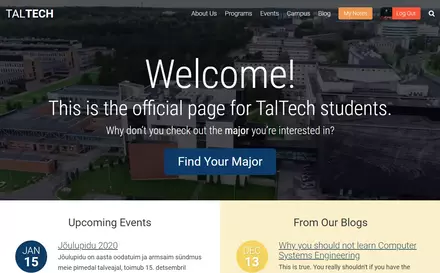 TALTECH
About Us Programs Events Campus Blog My Notes Log Out
Welcome!
This is the official page for TalTech students.
Why don't you check out the major you're interested in?
Find Your Major
Upcoming Events
JAN
15
Jõulupidu 2020
Jõulupidu on aasta oodatuim ja armsaim sündmus
meie pimedal talveajal, toimub 15. detsembril
From Our Blogs
DEC
13
Why you should not learn Computer
Systems Engineering
This is true. You really shouldn't if you have the